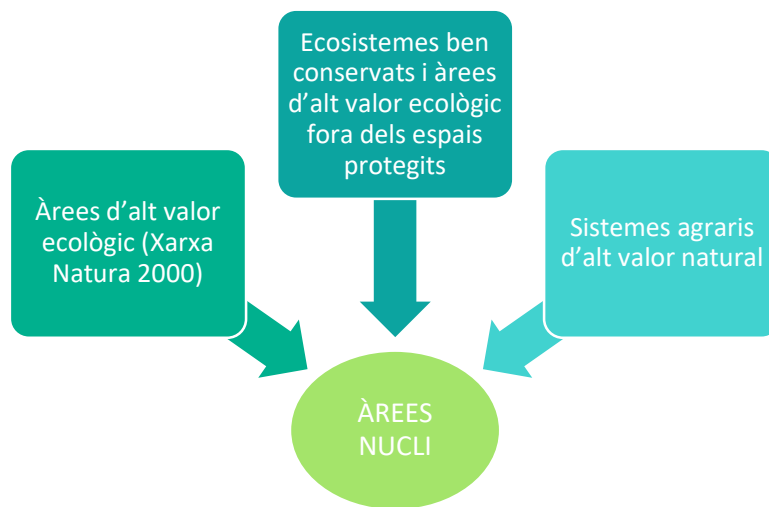 Ecosistemes ben
conservats i àrees
d’alt valor ecològic
fora dels espais
protegits
Àrees d’alt valor
ecològic (Xarxa
Natura 2000)
Sistemes agraris
d’alt valor natural
ÀREES
NUCLI